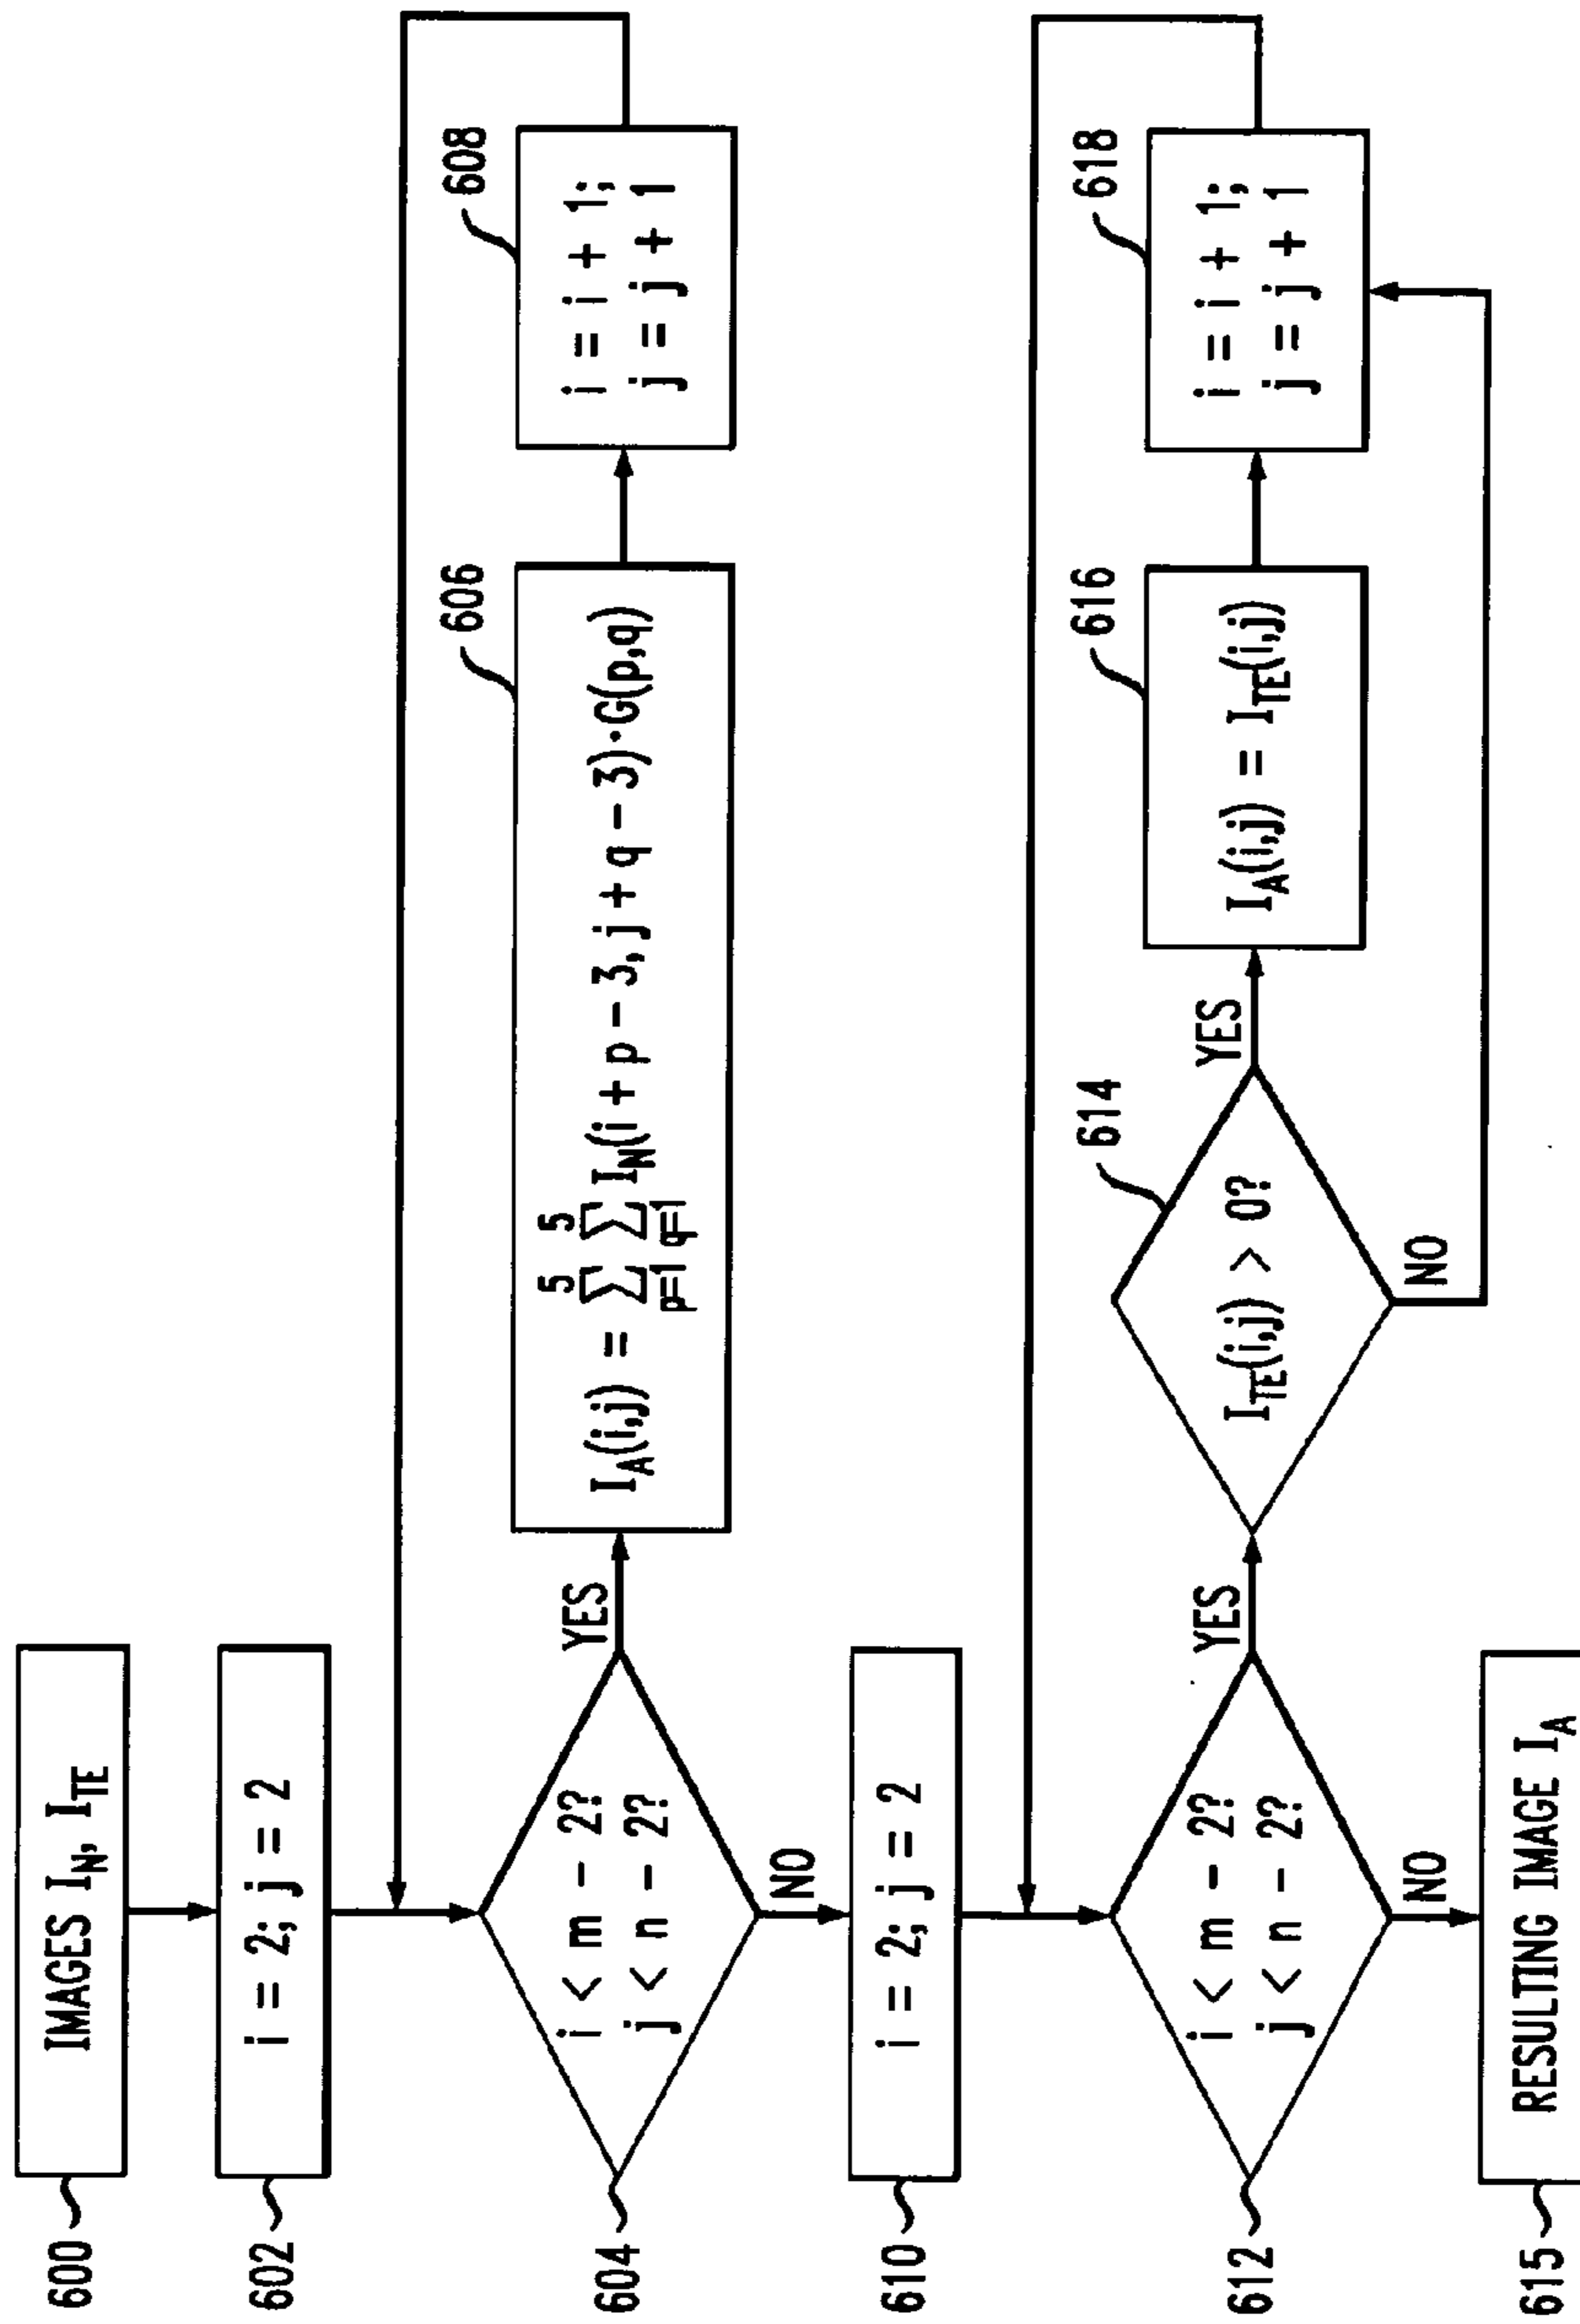 600
IMAGES I_N, I_TE
602
i = 2; j = 2
604
i < m - 2?
j < n - 2?
YES
606
I_A(i,j) = 5∑p=1 5∑q=1 I_N(i + p - 3, j + q - 3)·G(p,q)
608
i = i + 1;
j = j + 1
NO
610
i = 2; j = 2
612
i < m - 2?
j < n - 2?
YES
614
I_TE(i,j) > 0?
YES
616
I_A(i,j) = I_TE(i,j)
618
i = i + 1;
j = j + 1
NO
NO
615
RESULTING IMAGE I_A